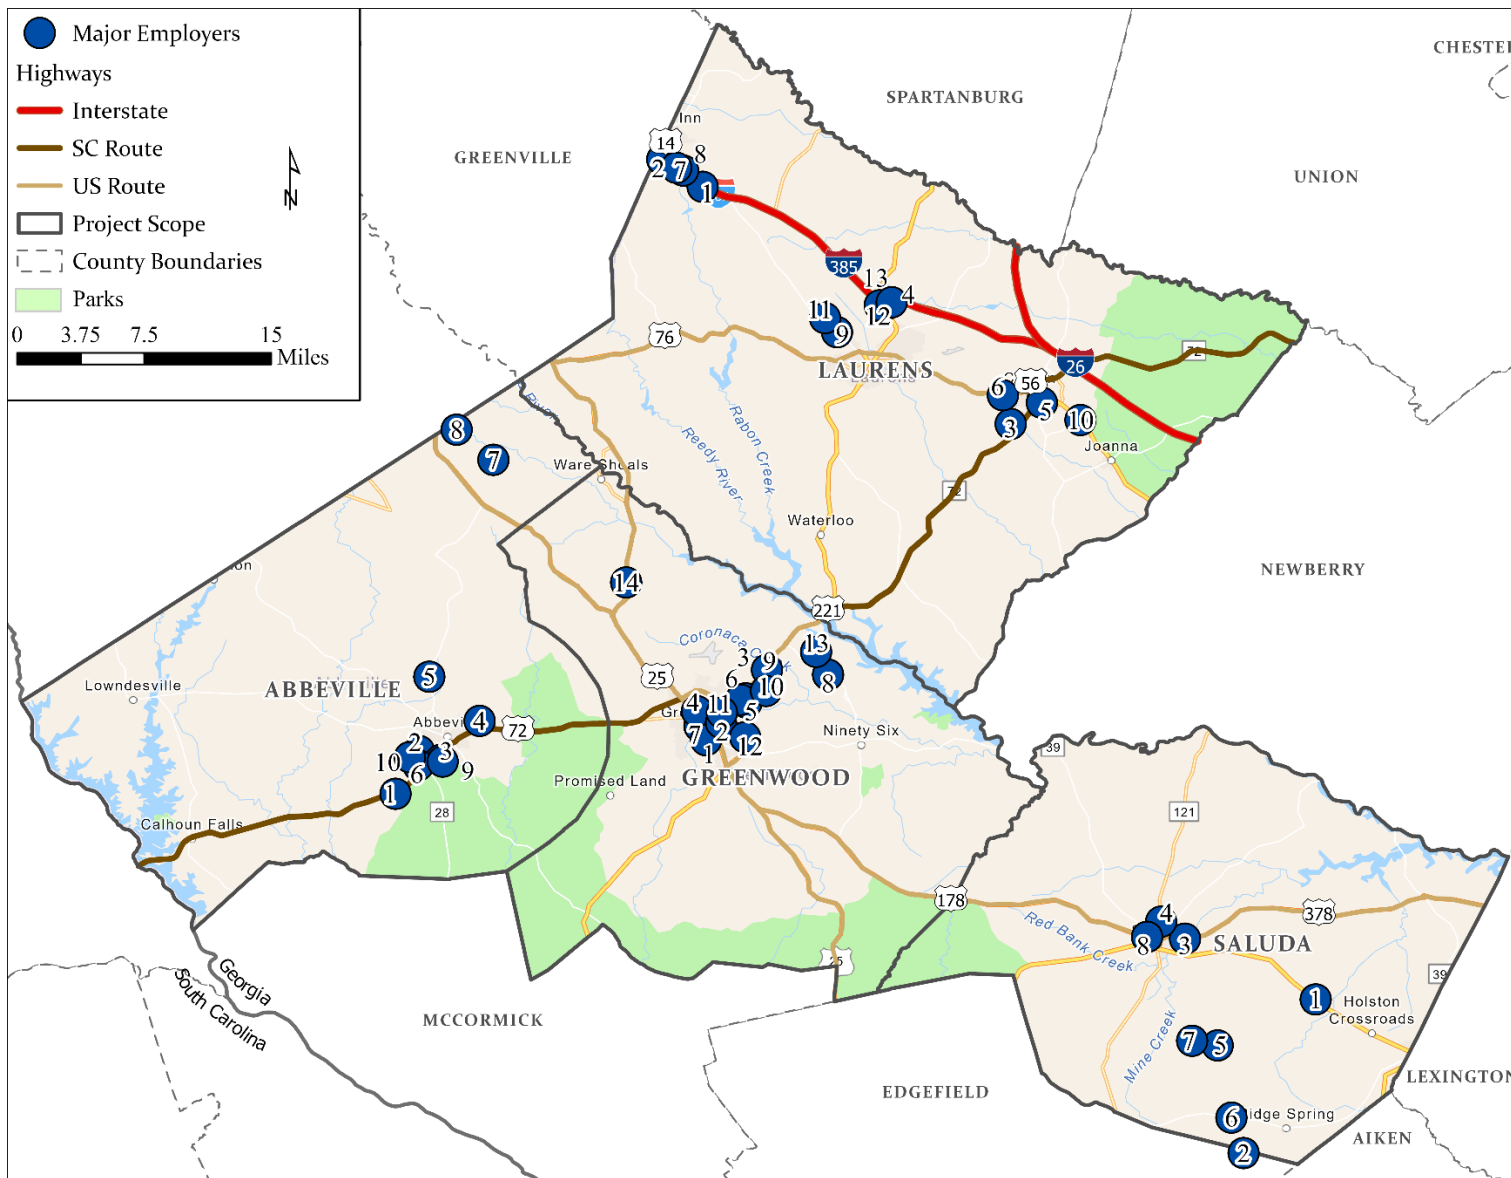 Major Employers
Highways
Interstate
SC Route
US Route
Project Scope
County Boundaries
Parks
0 3.75 7.5 15
Miles
N
CHESTER
SPARTANBURG
GREENVILLE
UNION
Inn
14
2 7 8
1
385
13
4
12
11
9
76
LAURENS
72
26
56
6
5
3
10
Joanna
8
7
Ware Shoals
Rabon Creek
Reedy River
River
72
Waterloo
NEWBERRY
14
221
Coronaca
13
8
3 9
6
10
25
4 11
5
7 2
1
12
Ninety Six
GREENWOOD
Lowndesville
ABBEVILLE
5
4
72
2
3
10
6
9
1
28
Calhoun Falls
Promised Land
39
121
178
378
Red Bank Creek
4
8
3
SALUDA
25
39
1
Holston
Crossroads
Mine Creek
7 5
Georgia
South Carolina
MCCORMICK
EDGEFIELD
LEXINGTON
6
idge Spring
2
AIKEN